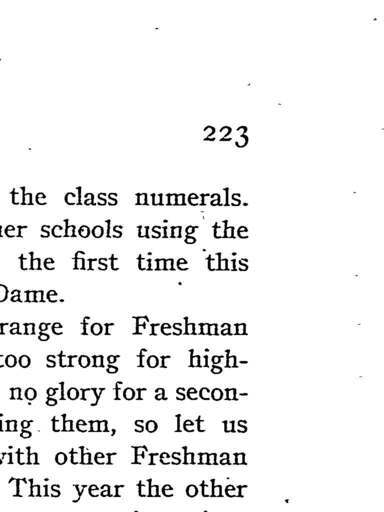 223
the class numerals.
schools using the
the first time this
Dame.
range for Freshman
too strong for high-
no glory for a secon-
ing them, so let us
with other Freshman
This year the other